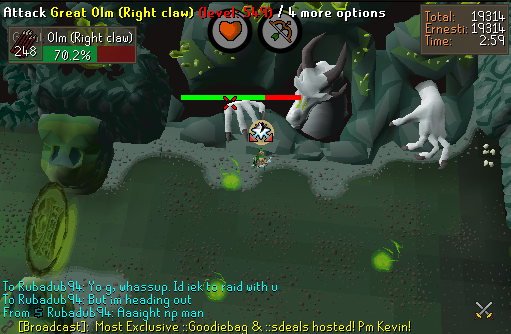 Attack Great Olm (Right claw) (level: 549) / 4 more options
Total: 19314
Ernesti: 19314
Time: 2:59
Olm (Right claw)
248
70.2%
To Rubadub94: Yo g, whassup. Id iek to raid with u
To Rubadub94: But im heading out
From S Rubadub94: Aaaight np man
[Broadcast]: Most Exclusive ::Goodiebag & ::sdeals hosted! Pm Kevin!